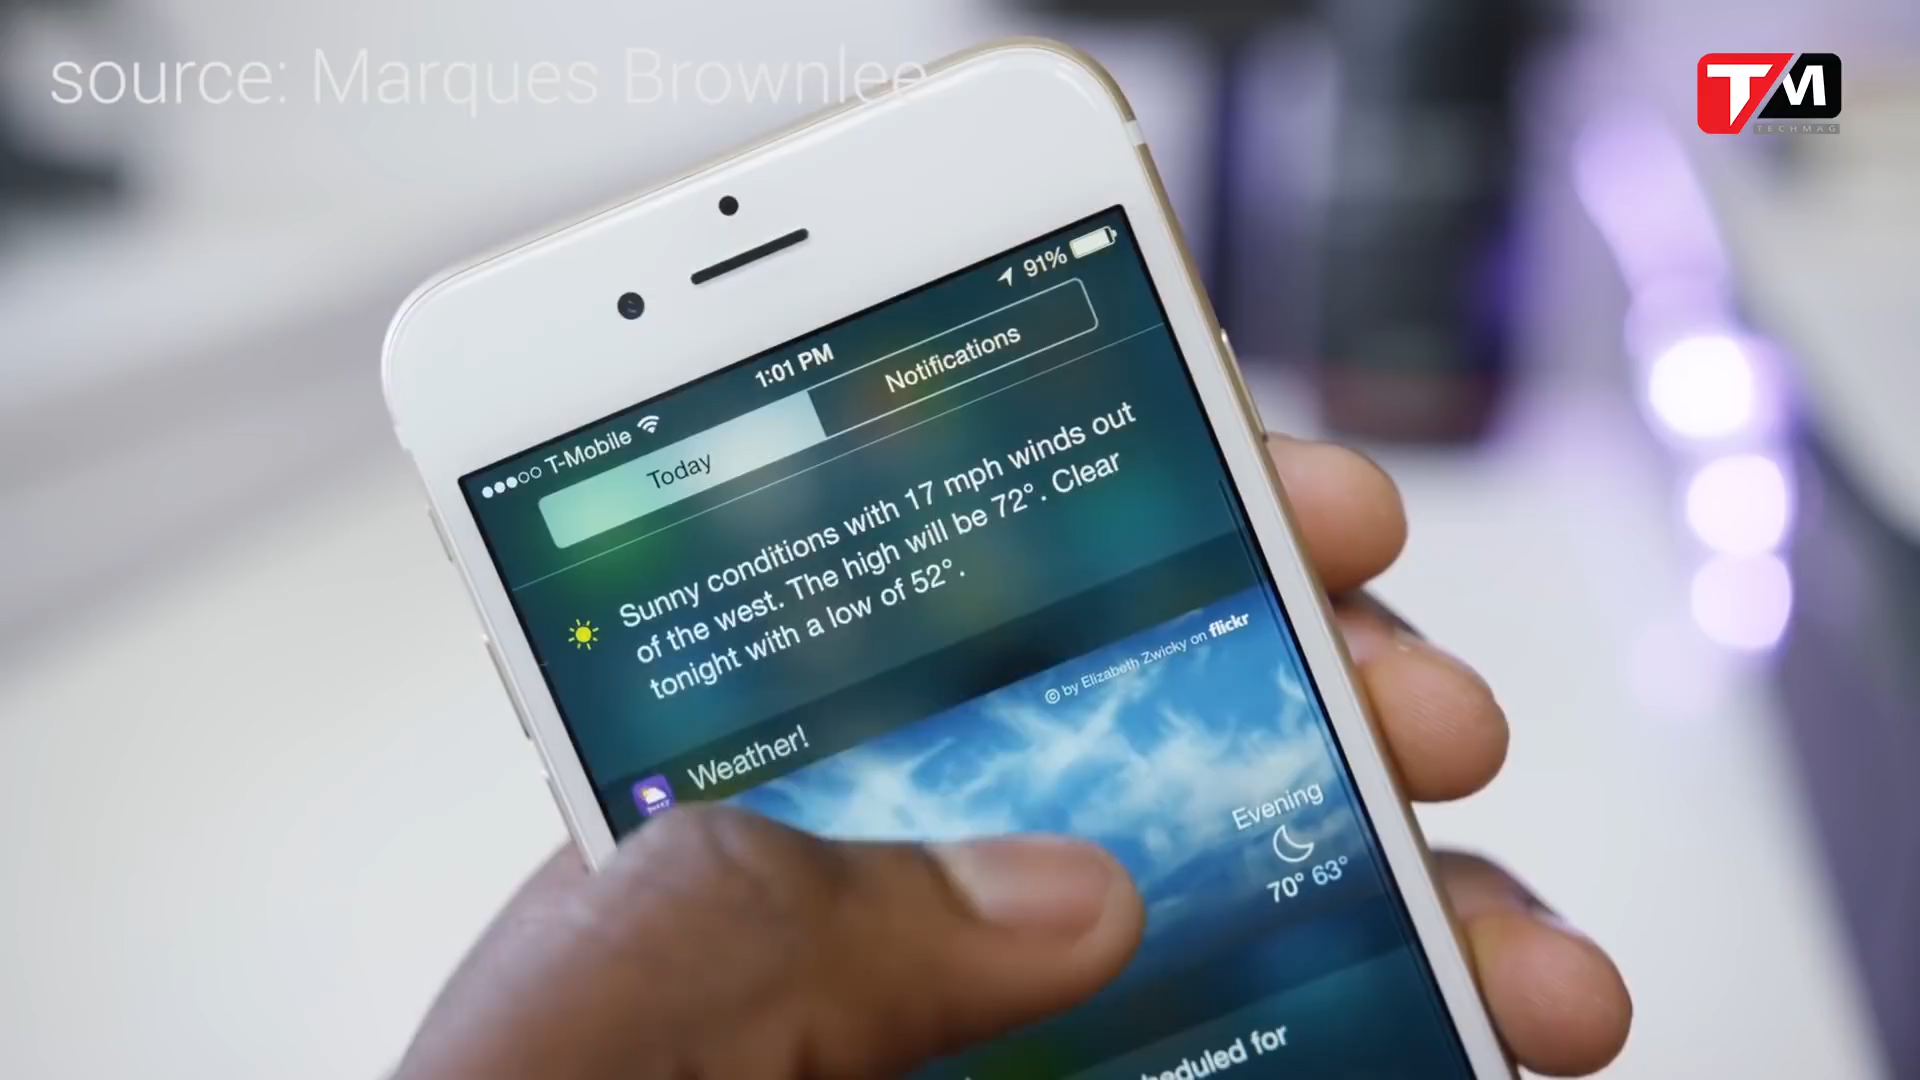 source: Marques Brownlee
TM
TECHMAG
T-Mobile
1:01 PM
91%
Today
Notifications
Sunny conditions with 17 mph winds out
of the west. The high will be 72°. Clear
tonight with a low of 52°.
© by Elizabeth Zwicky on flickr
Weather!
Evening
70° 63°
heduled for